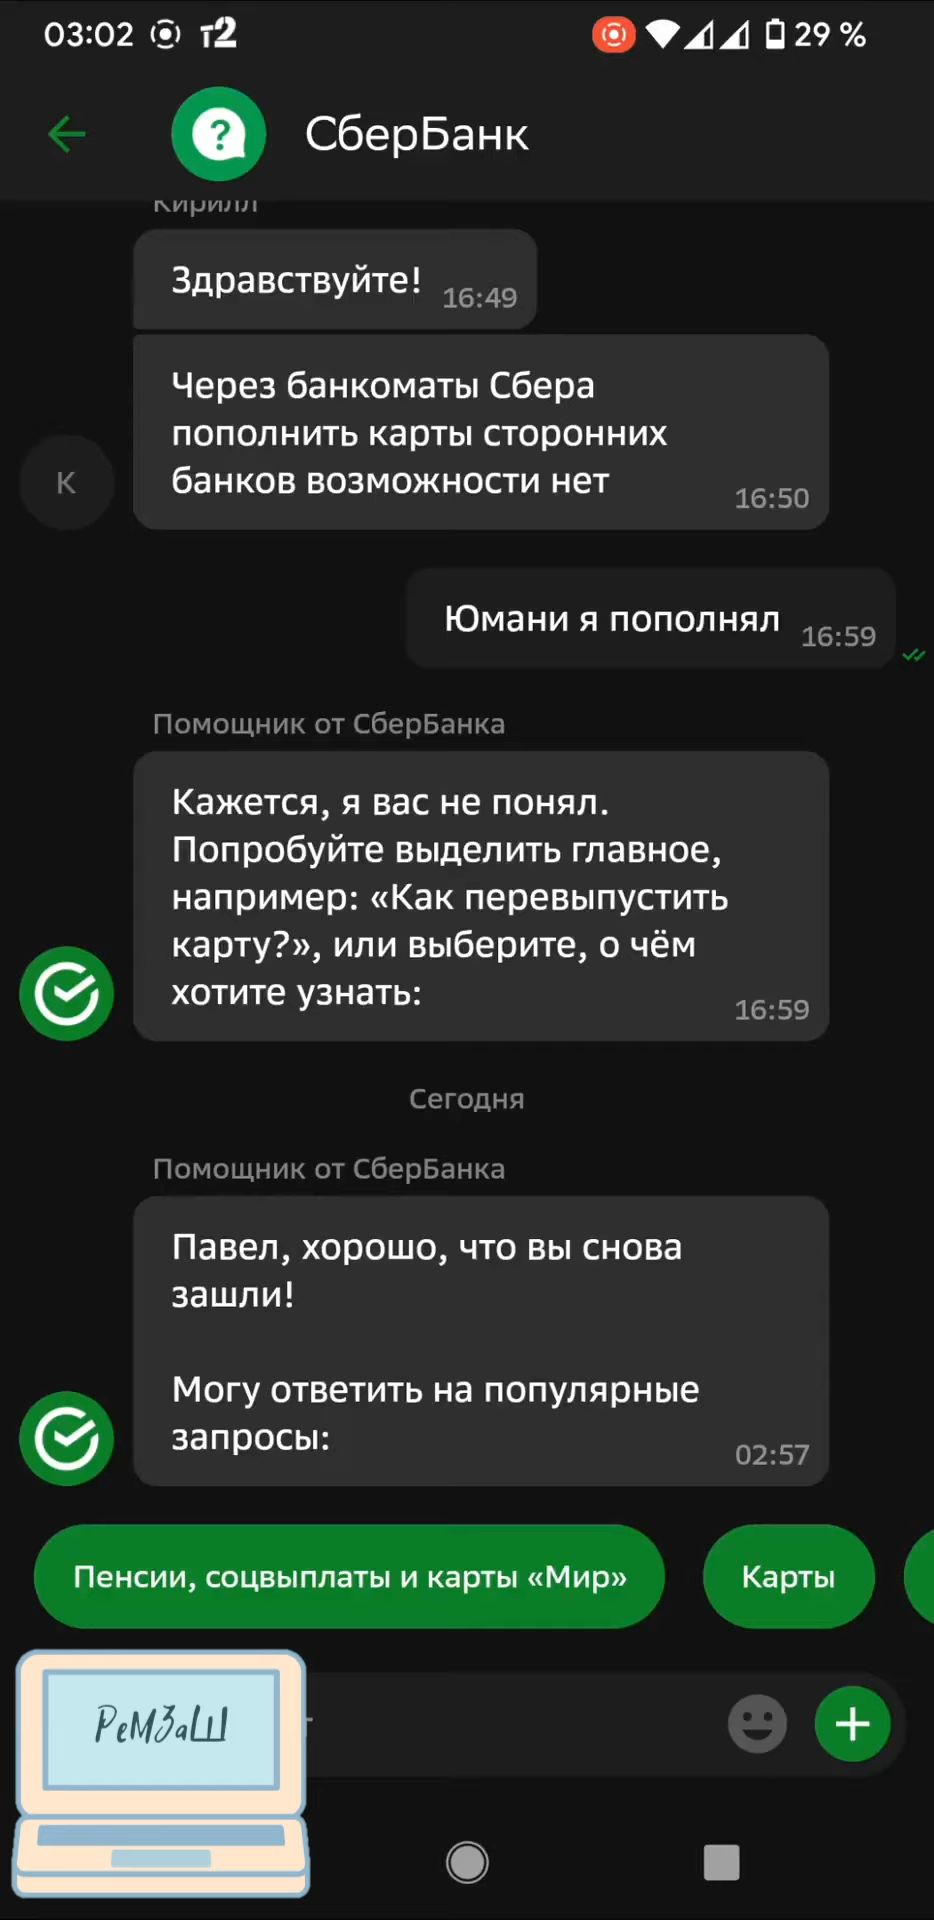 03:02 т2 29 %
СберБанк
Кирилл
Здравствуйте! 16:49
Через банкоматы Сбера
пополнить карты сторонних
банков возможности нет
16:50
К
Юмани я пополнял 16:59
Помощник от СберБанка
Кажется, я вас не понял.
Попробуйте выделить главное,
например: «Как перевыпустить
карту?», или выберите, о чём
хотите узнать:
16:59
Сегодня
Помощник от СберБанка
Павел, хорошо, что вы снова
зашли!
Могу ответить на популярные
запросы:
02:57
Пенсии, соцвыплаты и карты «Мир» Карты
РемЗаШ